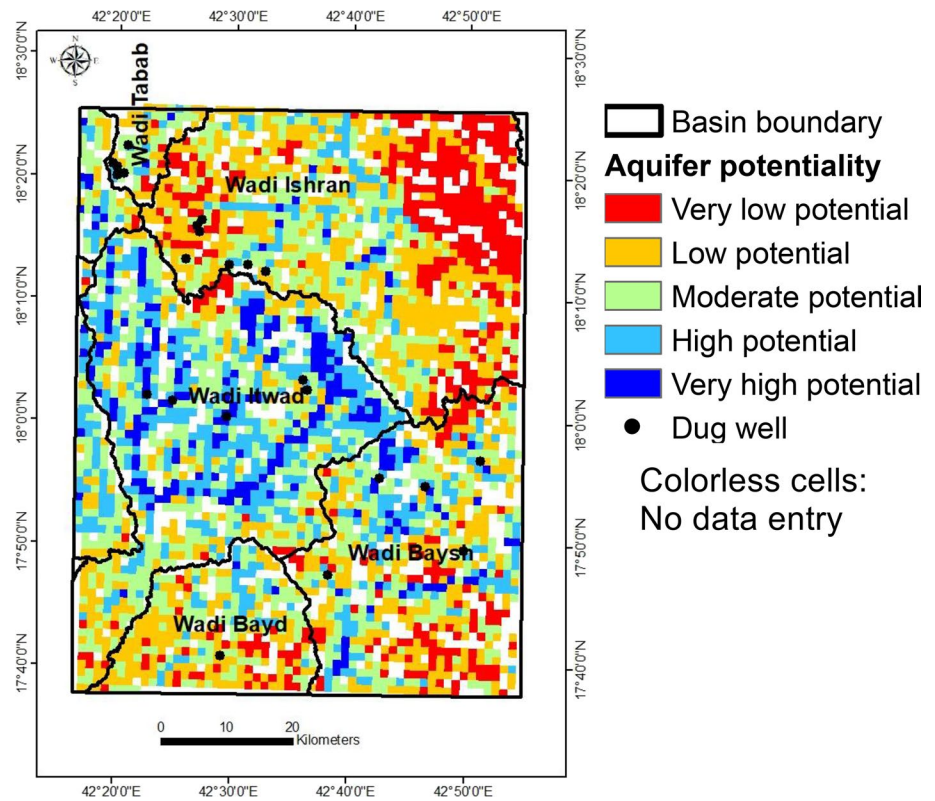 42°20'0"E 42°30'0"E 42°40'0"E 42°50'0"E
N
W E
S
18°30'0"N 18°30'0"N
Wadi Tabab
18°20'0"N 18°20'0"N
Wadi Ishran
18°10'0"N 18°10'0"N
Wadi Itwad
18°0'0"N 18°0'0"N
17°50'0"N 17°50'0"N
Wadi Baysh
Wadi Bayd
17°40'0"N 17°40'0"N
0 10 20
Kilometers
42°20'0"E 42°30'0"E 42°40'0"E 42°50'0"E
Basin boundary
Aquifer potentiality
Very low potential
Low potential
Moderate potential
High potential
Very high potential
Dug well
Colorless cells:
No data entry